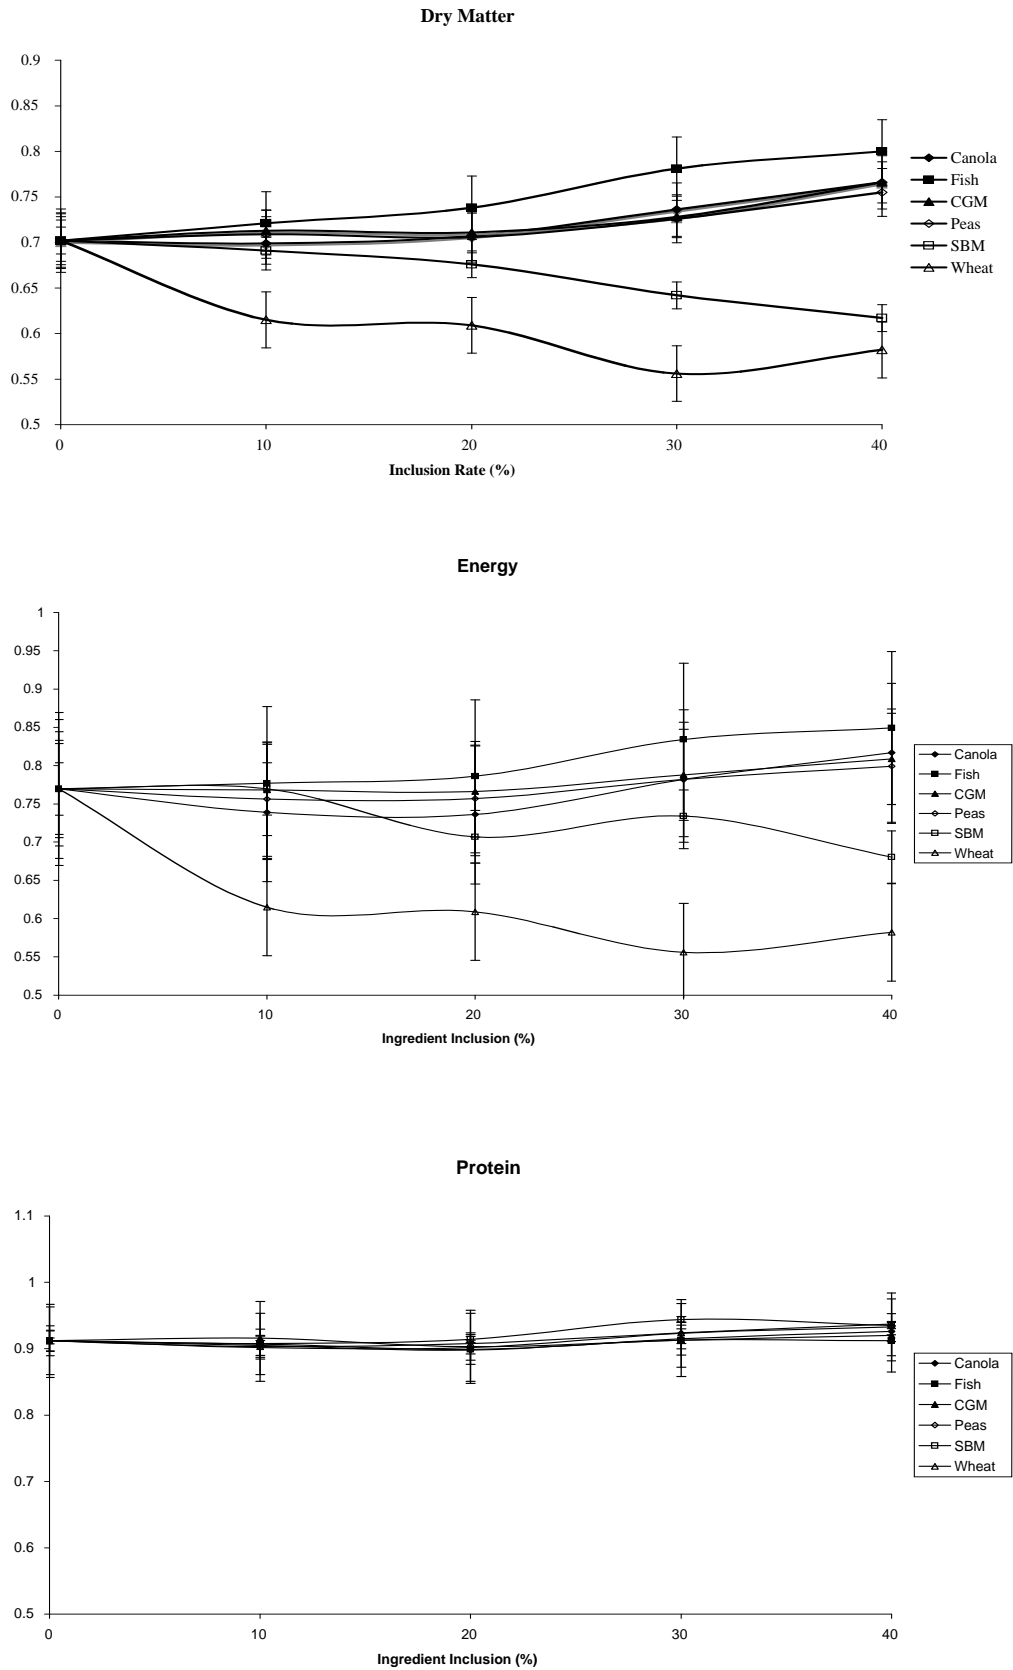 Dry Matter
0.9
0.85
0.8
0.75
0.7
0.65
0.6
0.55
0.5
0 10 20 30 40
Inclusion Rate (%)
Canola
Fish
CGM
Peas
SBM
Wheat
Energy
1
0.95
0.9
0.85
0.8
0.75
0.7
0.65
0.6
0.55
0.5
0 10 20 30 40
Ingredient Inclusion (%)
Canola
Fish
CGM
Peas
SBM
Wheat
Protein
1.1
1
0.9
0.8
0.7
0.6
0.5
0 10 20 30 40
Ingredient Inclusion (%)
Canola
Fish
CGM
Peas
SBM
Wheat